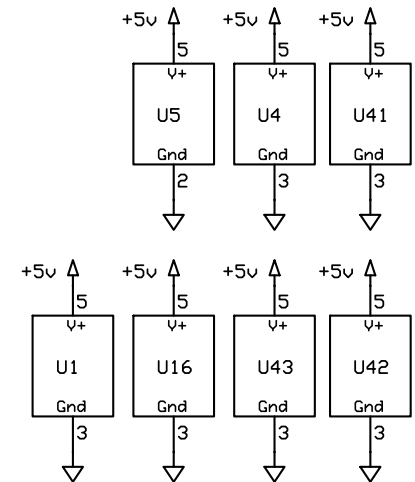 +5v +5v +5v
5 5 5
V+ V+ V+
U5 U4 U41
Gnd Gnd Gnd
2 3 3
+5v +5v +5v +5v
5 5 5 5
V+ V+ V+ V+
U1 U16 U43 U42
Gnd Gnd Gnd Gnd
3 3 3 3